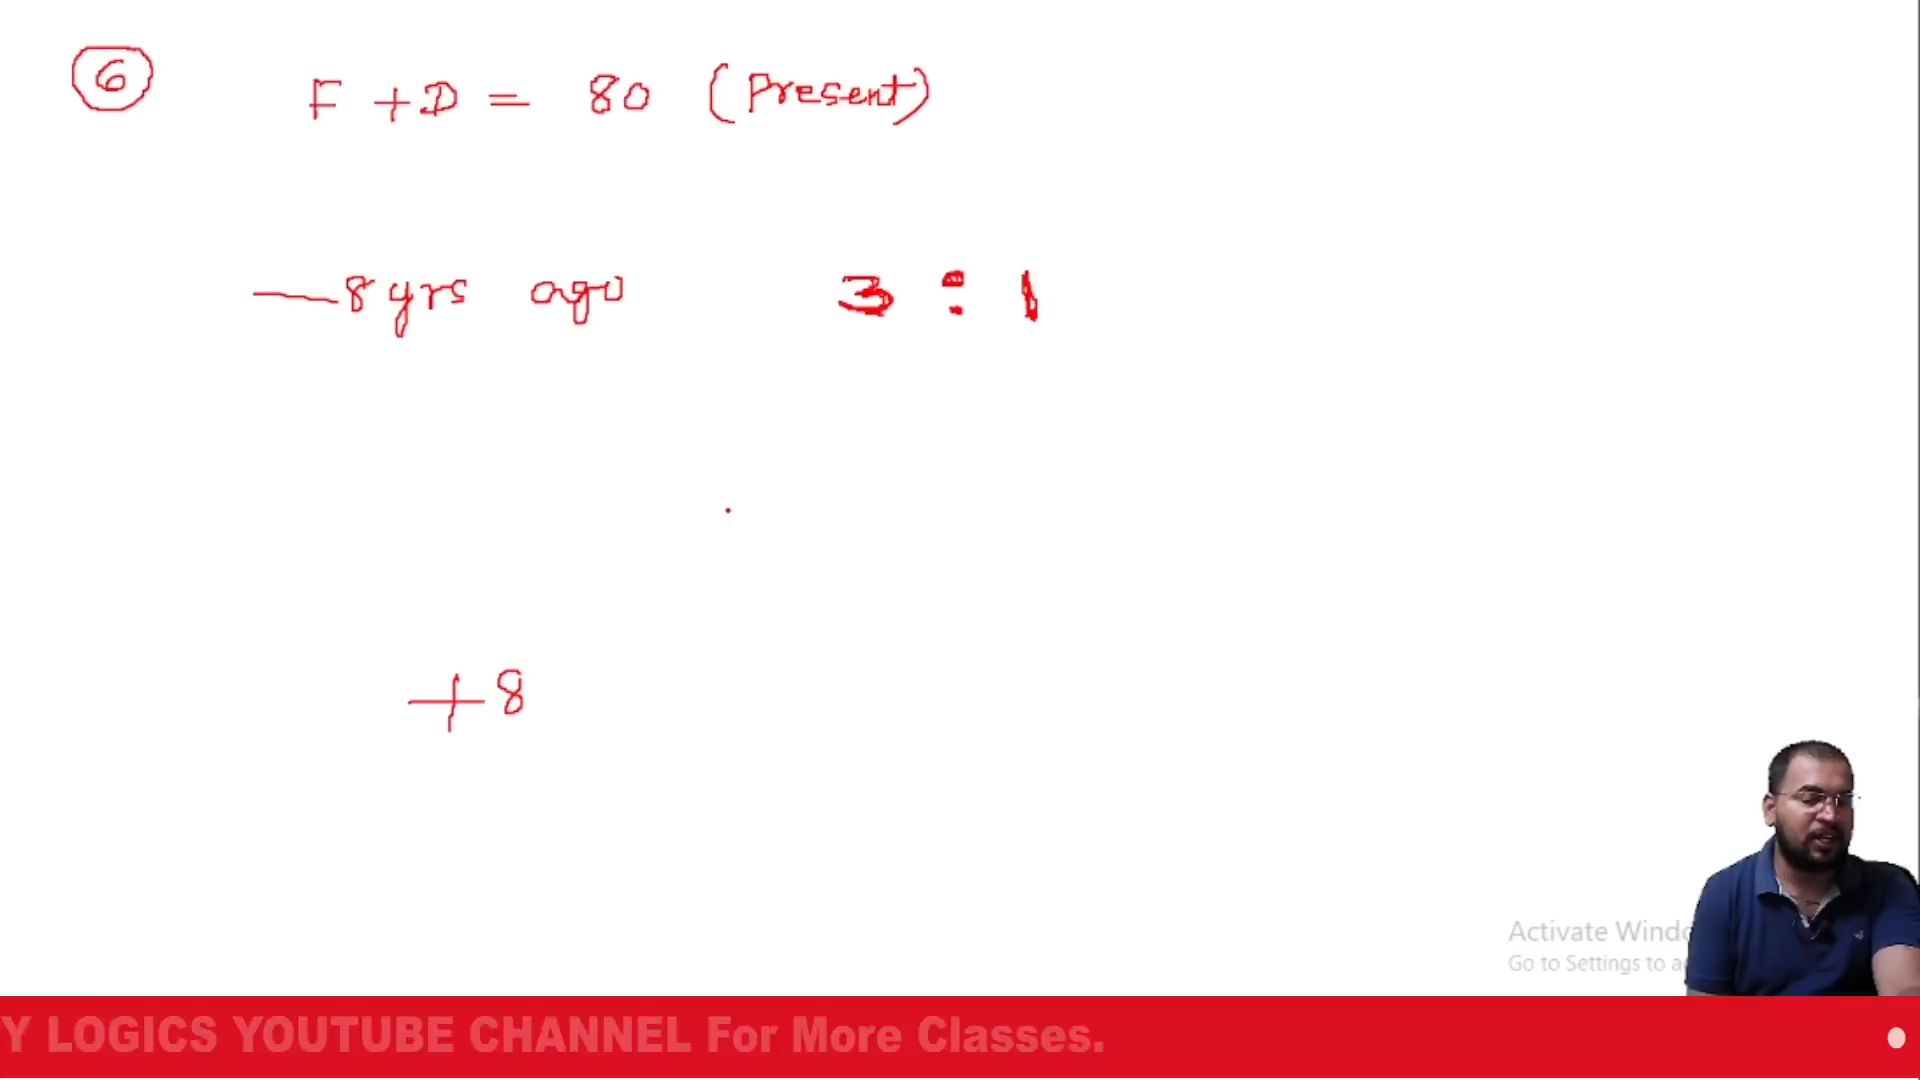 6
F + D = 80 (Present)
— 8 yrs ago 3 : 1
+ 8
Activate Windo
Go to Settings to a
Y LOGICS YOUTUBE CHANNEL For More Classes.